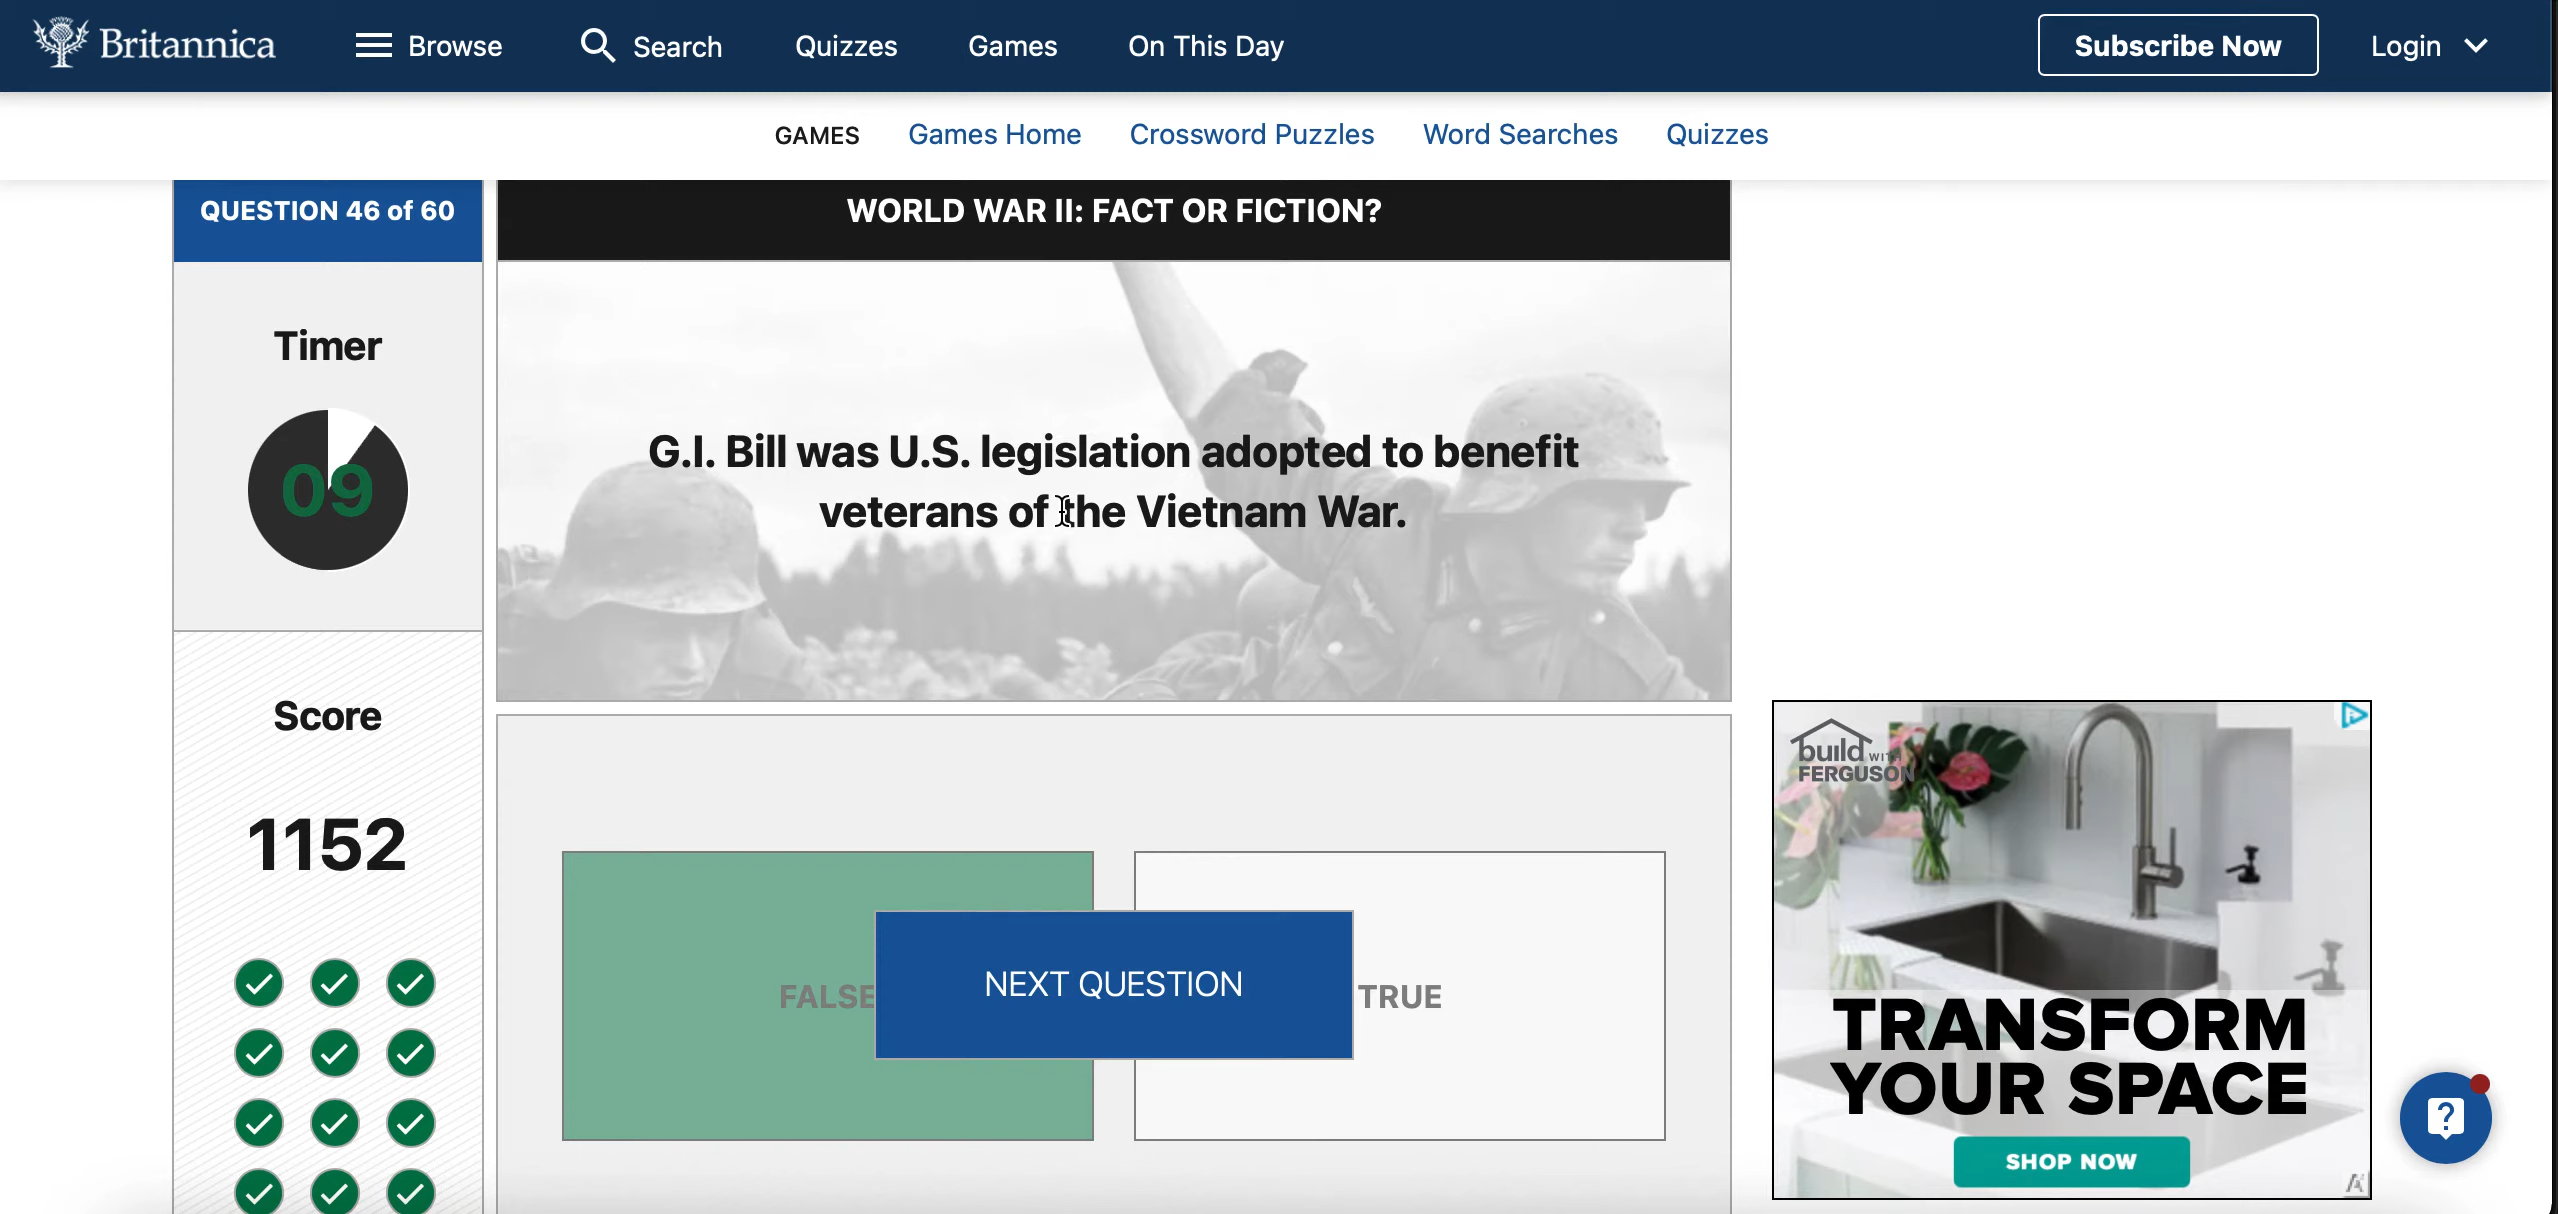 Britannica
Browse
Search
Quizzes
Games
On This Day
Subscribe Now
Login
GAMES
Games Home
Crossword Puzzles
Word Searches
Quizzes
QUESTION 46 of 60
Timer
09
Score
1152
WORLD WAR II: FACT OR FICTION?
G.I. Bill was U.S. legislation adopted to benefit
veterans of the Vietnam War.
FALSE
NEXT QUESTION
TRUE
build WITH
FERGUSON
TRANSFORM
YOUR SPACE
SHOP NOW